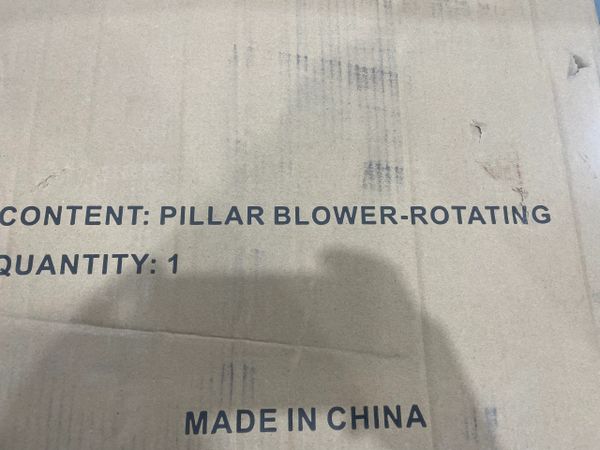 CONTENT: PILLAR BLOWER-ROTATING
QUANTITY: 1
MADE IN CHINA